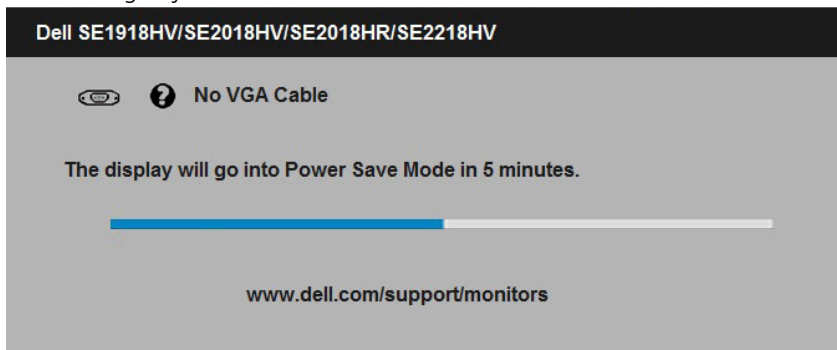 Dell SE1918HV/SE2018HV/SE2018HR/SE2218HV
No VGA Cable
The display will go into Power Save Mode in 5 minutes.
www.dell.com/support/monitors